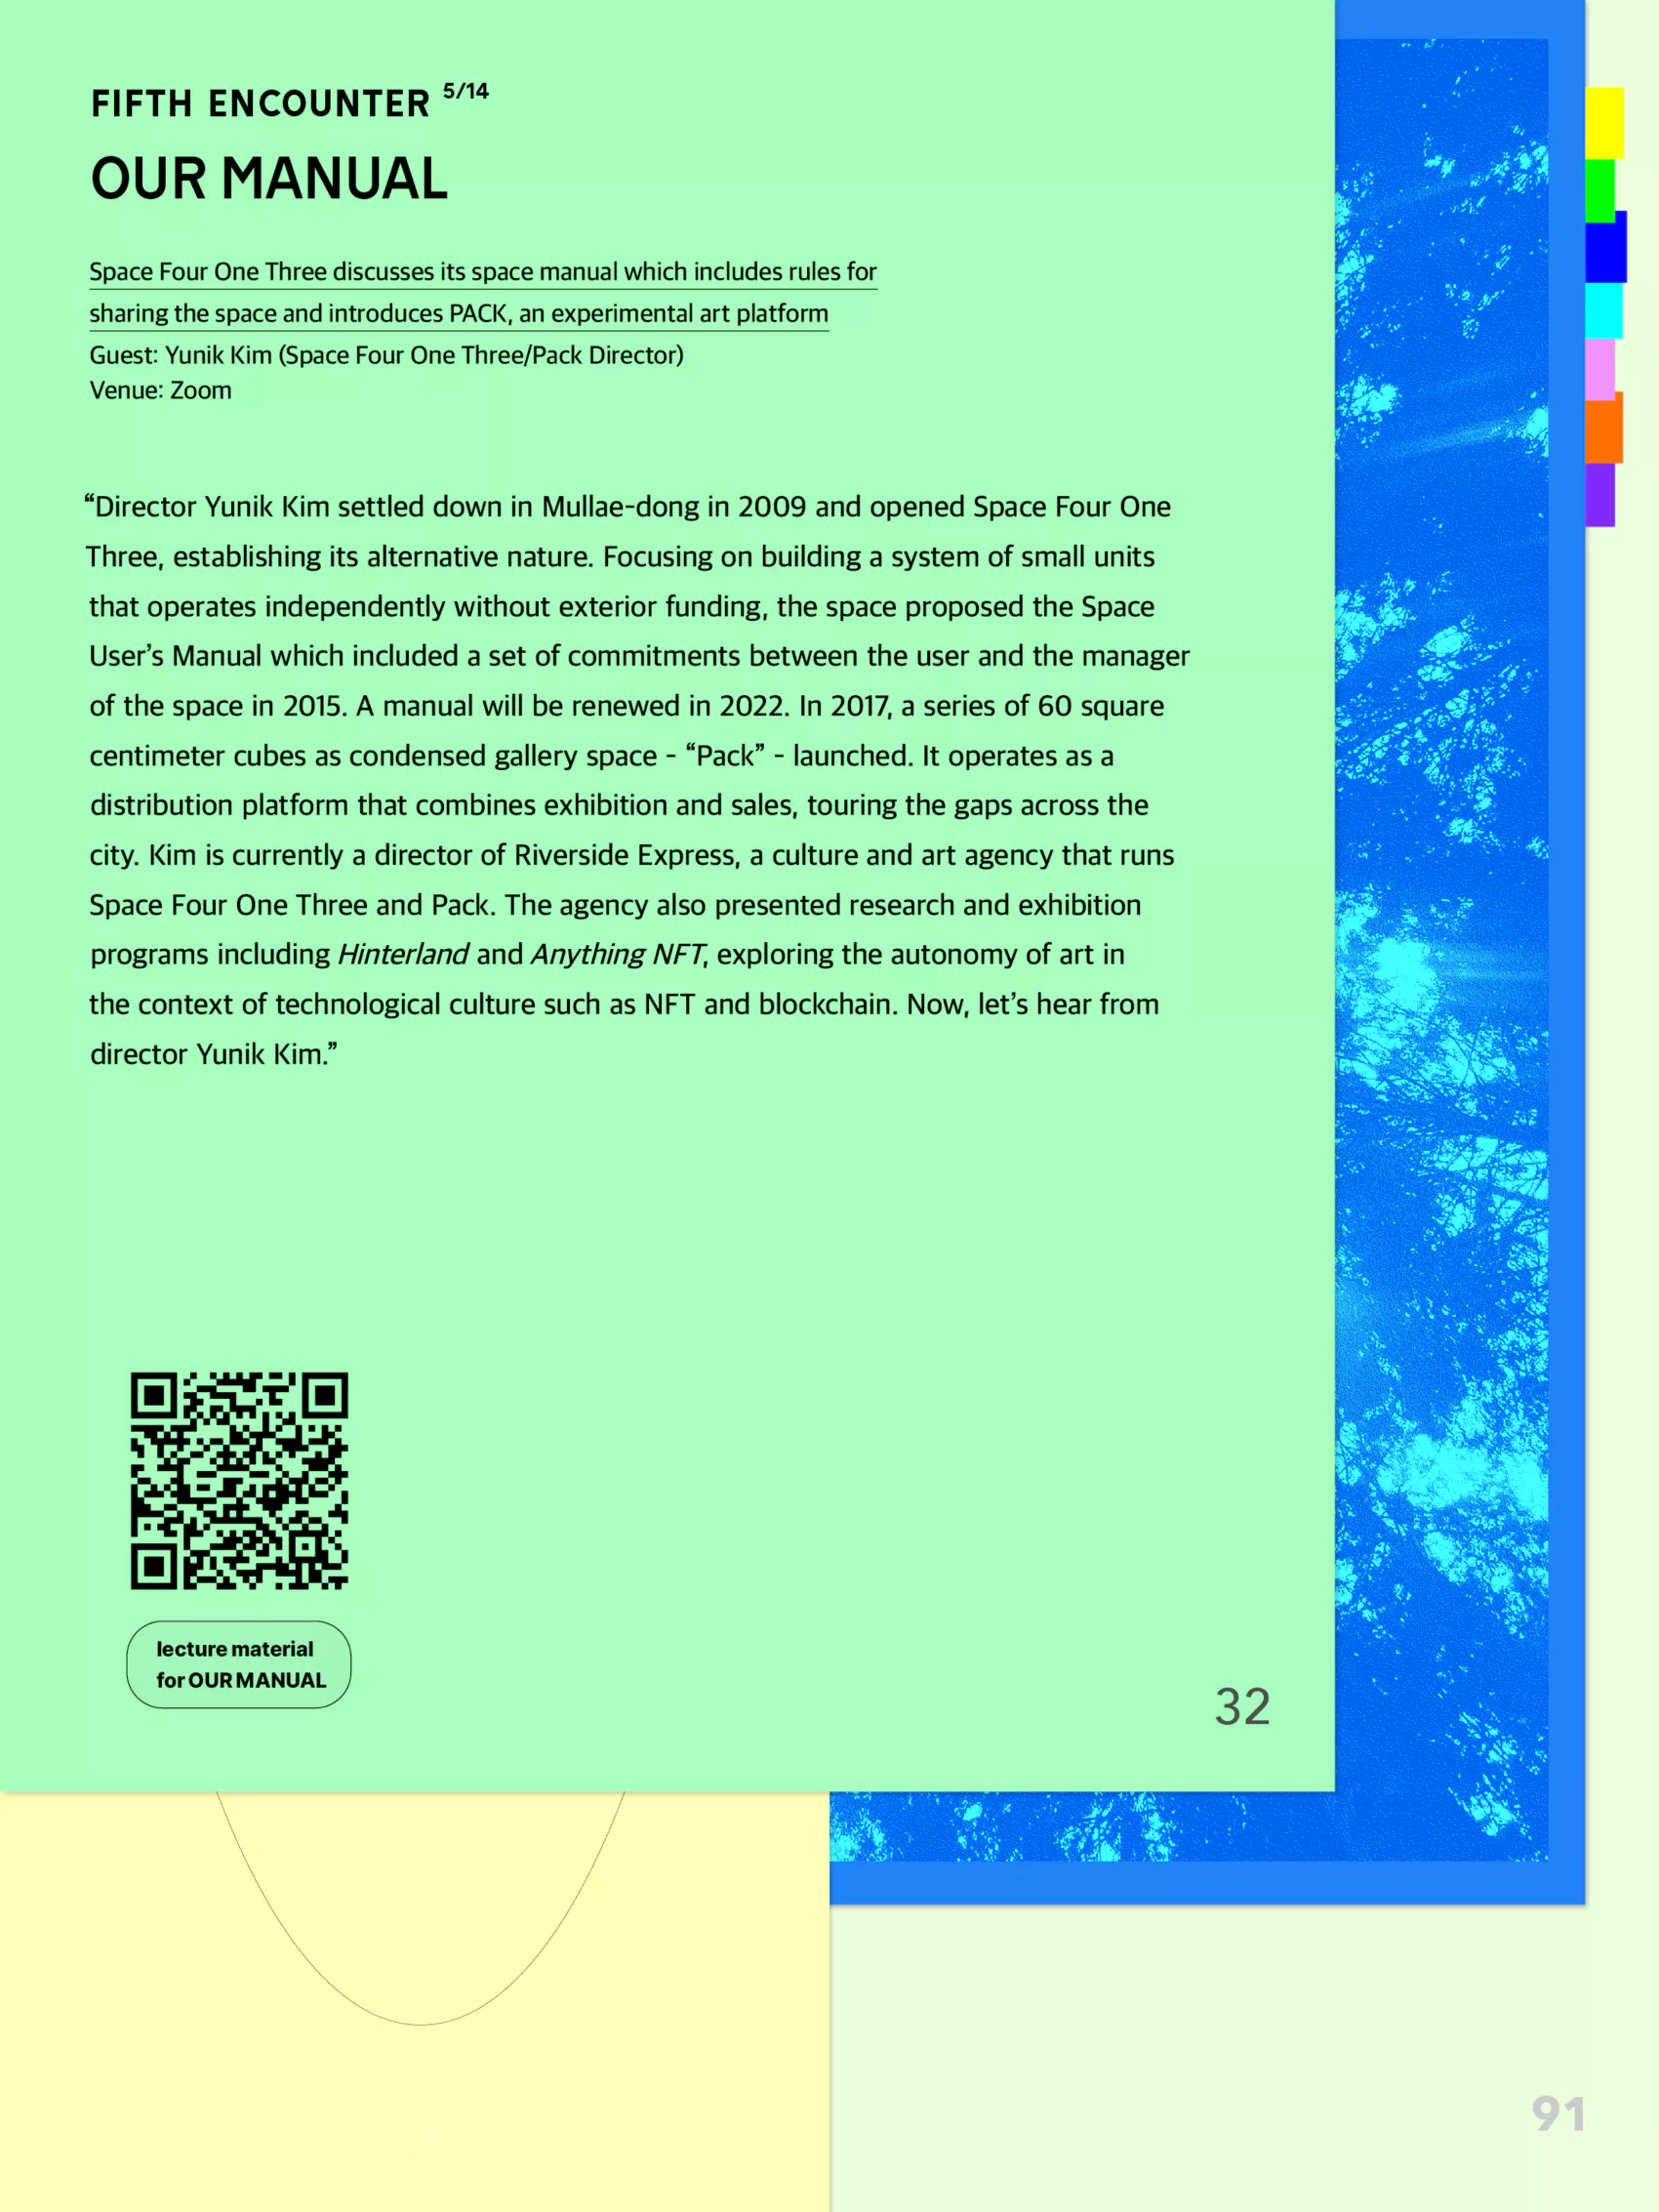 FIFTH ENCOUNTER 5/14
OUR MANUAL
Space Four One Three discusses its space manual which includes rules for
sharing the space and introduces PACK, an experimental art platform
Guest: Yunik Kim (Space Four One Three/Pack Director)
Venue: Zoom
“Director Yunik Kim settled down in Mullae-dong in 2009 and opened Space Four One
Three, establishing its alternative nature. Focusing on building a system of small units
that operates independently without exterior funding, the space proposed the Space
User’s Manual which included a set of commitments between the user and the manager
of the space in 2015. A manual will be renewed in 2022. In 2017, a series of 60 square
centimeter cubes as condensed gallery space - “Pack” - launched. It operates as a
distribution platform that combines exhibition and sales, touring the gaps across the
city. Kim is currently a director of Riverside Express, a culture and art agency that runs
Space Four One Three and Pack. The agency also presented research and exhibition
programs including Hinterland and Anything NFT, exploring the autonomy of art in
the context of technological culture such as NFT and blockchain. Now, let’s hear from
director Yunik Kim.”
lecture material
for OUR MANUAL
32
91